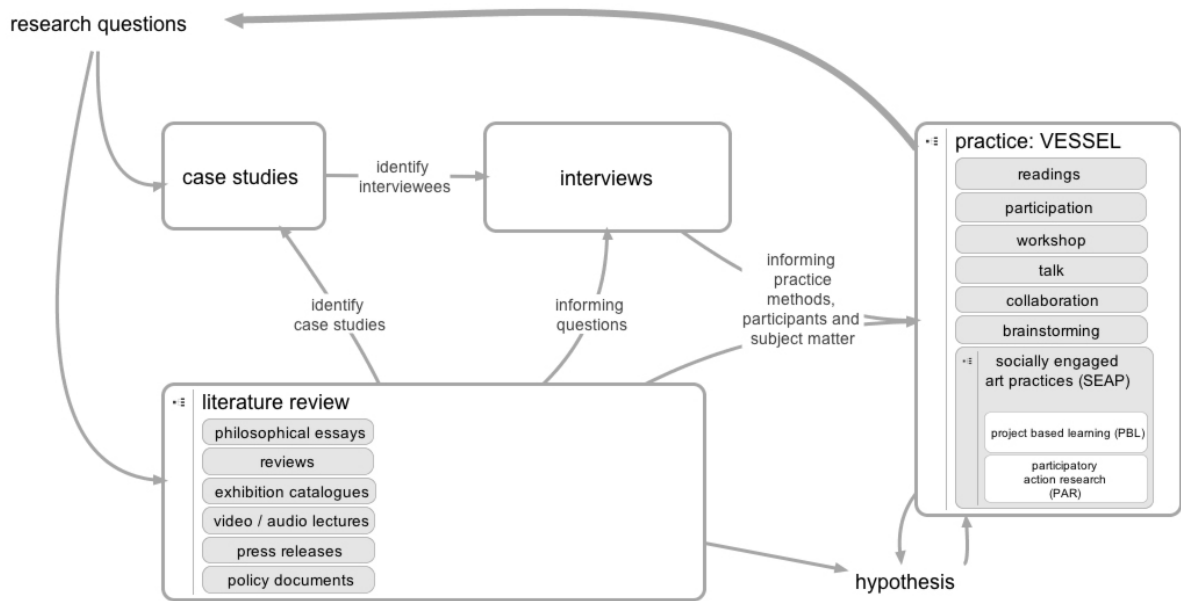 research questions
case studies
identify
interviewees
interviews
practice: VESSEL
readings
participation
workshop
talk
collaboration
brainstorming
socially engaged
art practices (SEAP)
project based learning (PBL)
participatory
action research
(PAR)
informing
practice
methods,
participants and
subject matter
identify
case studies
informing
questions
literature review
philosophical essays
reviews
exhibition catalogues
video / audio lectures
press releases
policy documents
hypothesis